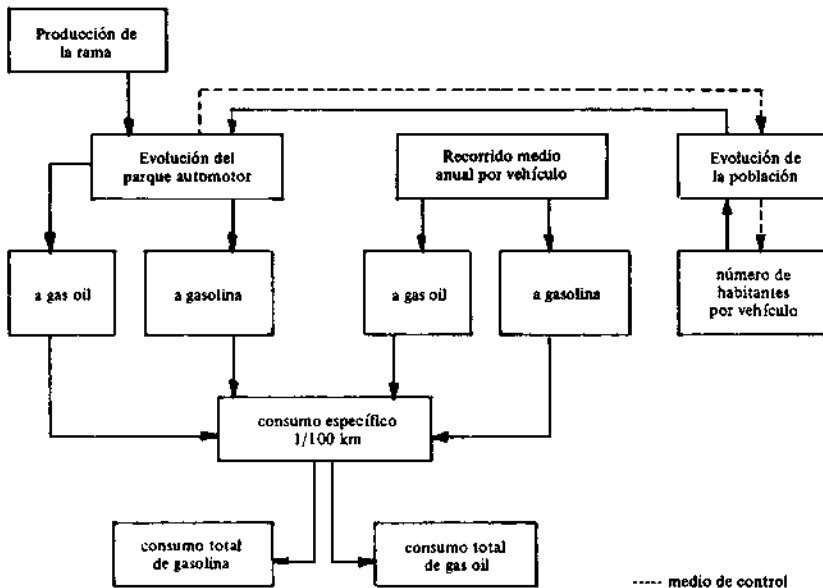 Producción de
la rama
Evolución del
parque automotor
Recorrido medio
anual por vehículo
Evolución de
la población
a gas oil
a gasolina
a gas oil
a gasolina
número de
habitantes
por vehículo
consumo específico
1/100 km
consumo total
de gasolina
consumo total
de gas oil
---- medio de control